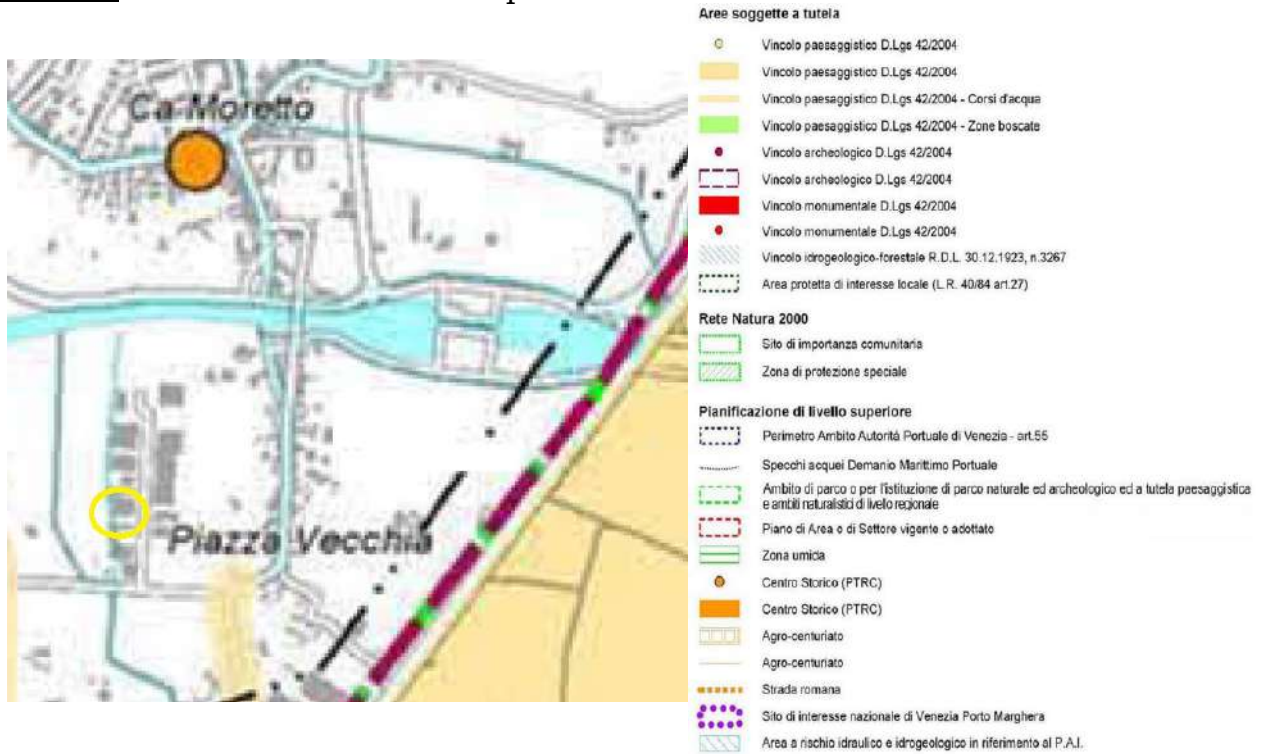 Ca Moretto
Piazza Vecchia
Aree soggette a tutela
Vincolo paesaggistico D.Lgs 42/2004
Vincolo paesaggistico D.Lgs 42/2004
Vincolo paesaggistico D.Lgs 42/2004 - Corsi d'acqua
Vincolo paesaggistico D.Lgs 42/2004 - Zone boscate
Vincolo archeologico D.Lgs 42/2004
Vincolo archeologico D.Lgs 42/2004
Vincolo monumentale D.Lgs 42/2004
Vincolo monumentale D.Lgs 42/2004
Vincolo idrogeologico-forestale R.D.L. 30.12.1923, n.3267
Area protetta di interesse locale (L.R. 40/84 art.27)
Rete Natura 2000
Sito di importanza comunitaria
Zona di protezione speciale
Pianificazione di livello superiore
Perimetro Ambito Autorità Portuale di Venezia - art.55
Specchi acquei Demanio Marittimo Portuale
Ambito di parco o per l'istituzione di parco naturale ed archeologico ed a tutela paesaggistica
e ambiti naturalistici di livello regionale
Piano di Area o di Settore vigente o adottato
Zona umida
Centro Storico (PTRC)
Centro Storico (PTRC)
Agro-centuriato
Agro-centuriato
Strada romana
Sito di interesse nazionale di Venezia Porto Marghera
Area a rischio idraulico e idrogeologico in riferimento al P.A.I.